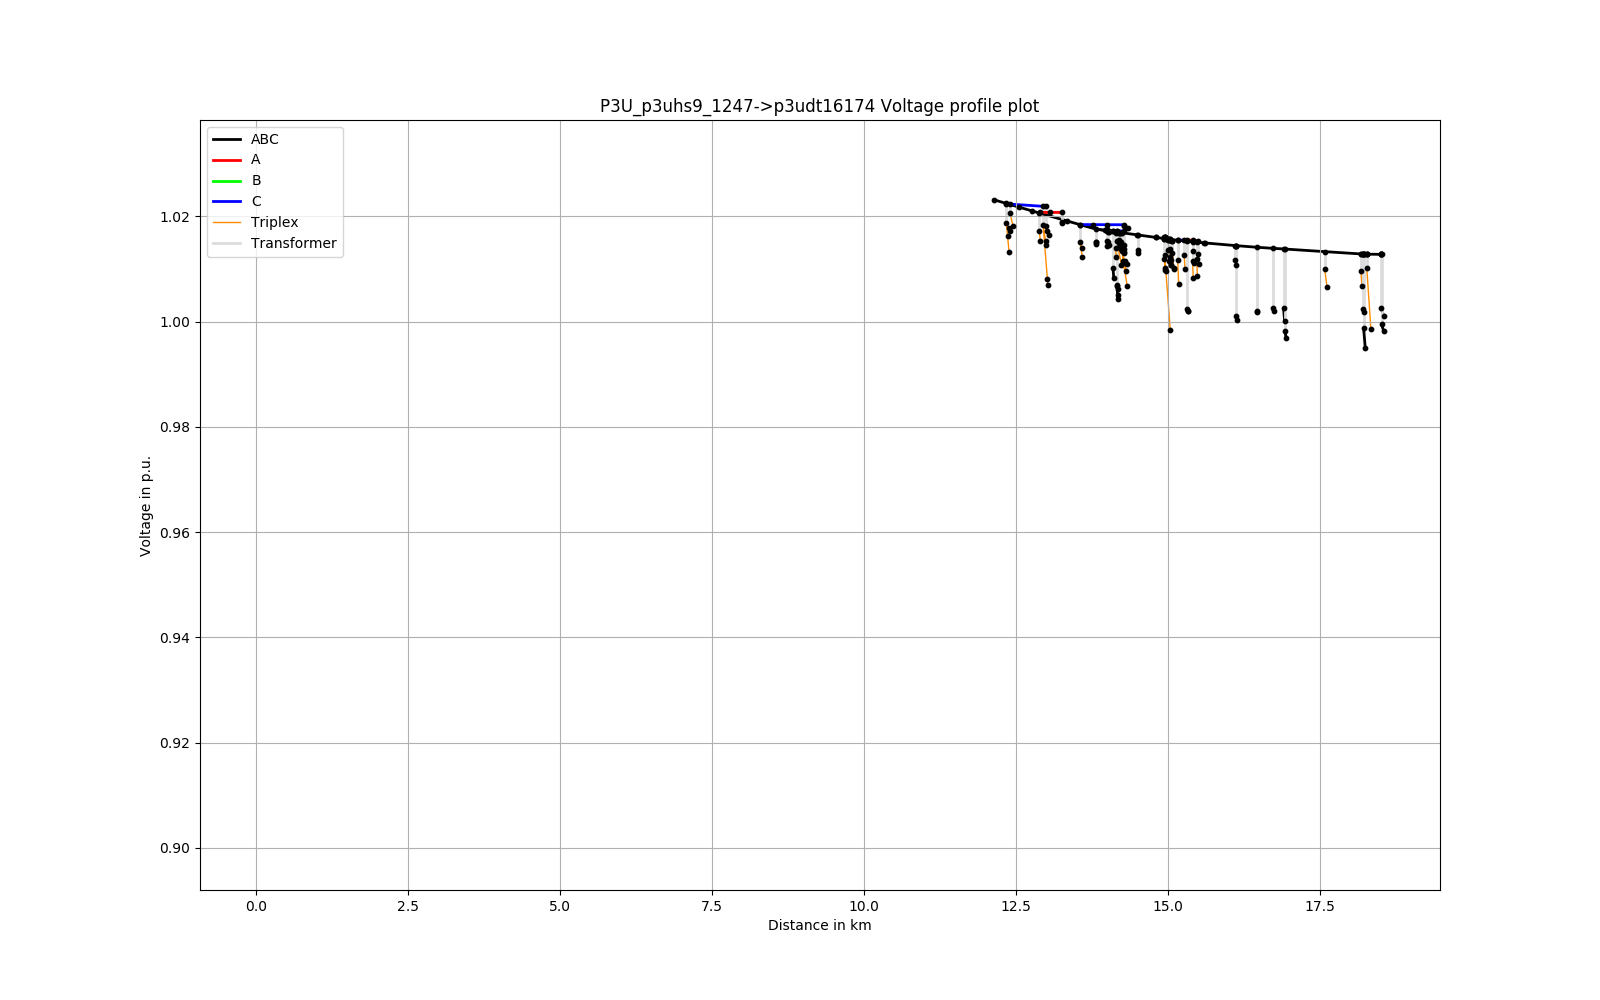 P3U_p3uhs9_1247->p3udt16174 Voltage profile plot
ABC
A
B
C
Triplex
Transformer
1.02
1.00
0.98
0.96
0.94
0.92
0.90
Voltage in p.u.
0.0 2.5 5.0 7.5 10.0 12.5 15.0 17.5
Distance in km